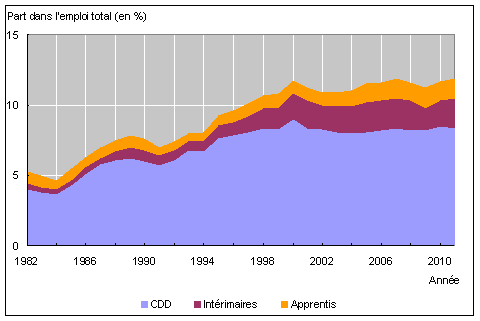 Part dans l'emploi total (en %)
15
10
5
0
1982 1986 1990 1994 1998 2002 2006 2010
Année
CDD Intérimaires Apprentis